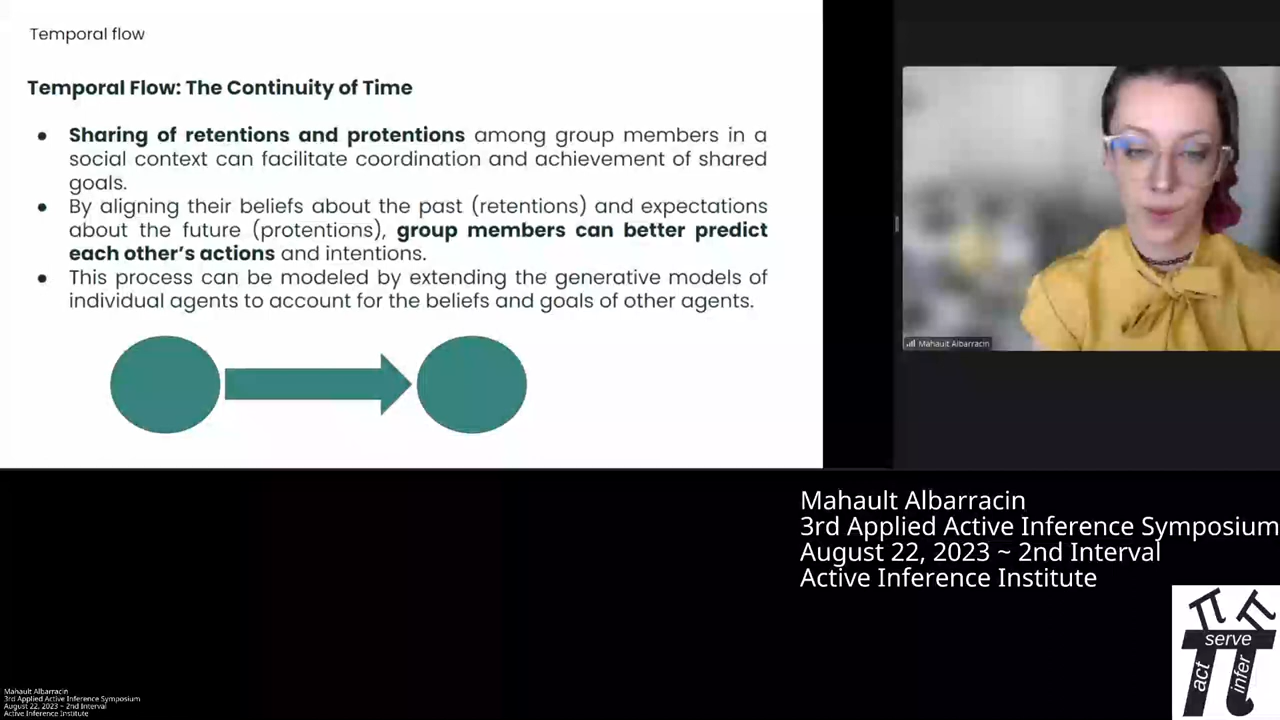 Temporal flow
Temporal Flow: The Continuity of Time
● Sharing of retentions and protentions among group members in a
social context can facilitate coordination and achievement of shared
goals.
● By aligning their beliefs about the past (retentions) and expectations
about the future (protentions), group members can better predict
each other's actions and intentions.
● This process can be modeled by extending the generative models of
individual agents to account for the beliefs and goals of other agents.
Mahault Albarracin
Mahault Albarracin
3rd Applied Active Inference Symposium
August 22, 2023 ~ 2nd Interval
Active Inference Institute
serve
act
infer
Mahault Albarracin
3rd Applied Active Inference Symposium
August 22, 2023 ~ 2nd Interval
Active Inference Institute